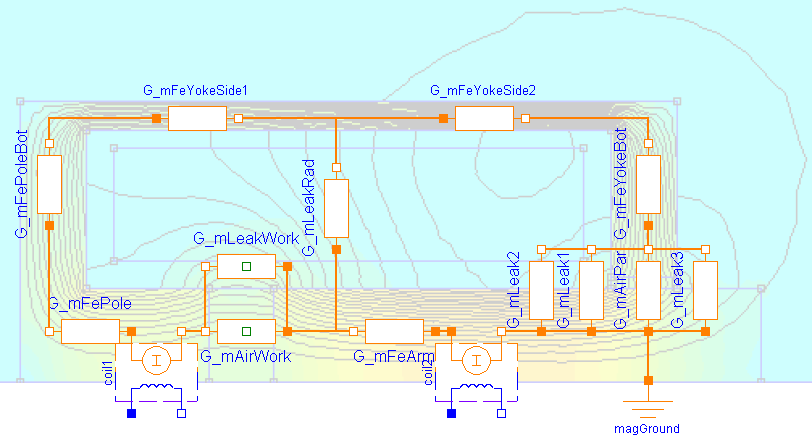 G_mFeYokeSide1
G_mFeYokeSide2
G_mFePoleBot
G_mLeakRad
G_mFeYokeBot
G_mLeakWork
G_mLeak2
G_mLeak1
G_mAirPar
G_mLeak3
G_mFePole
G_mAirWork
G_mFeArm
coil1
I
coil2
I
magGround